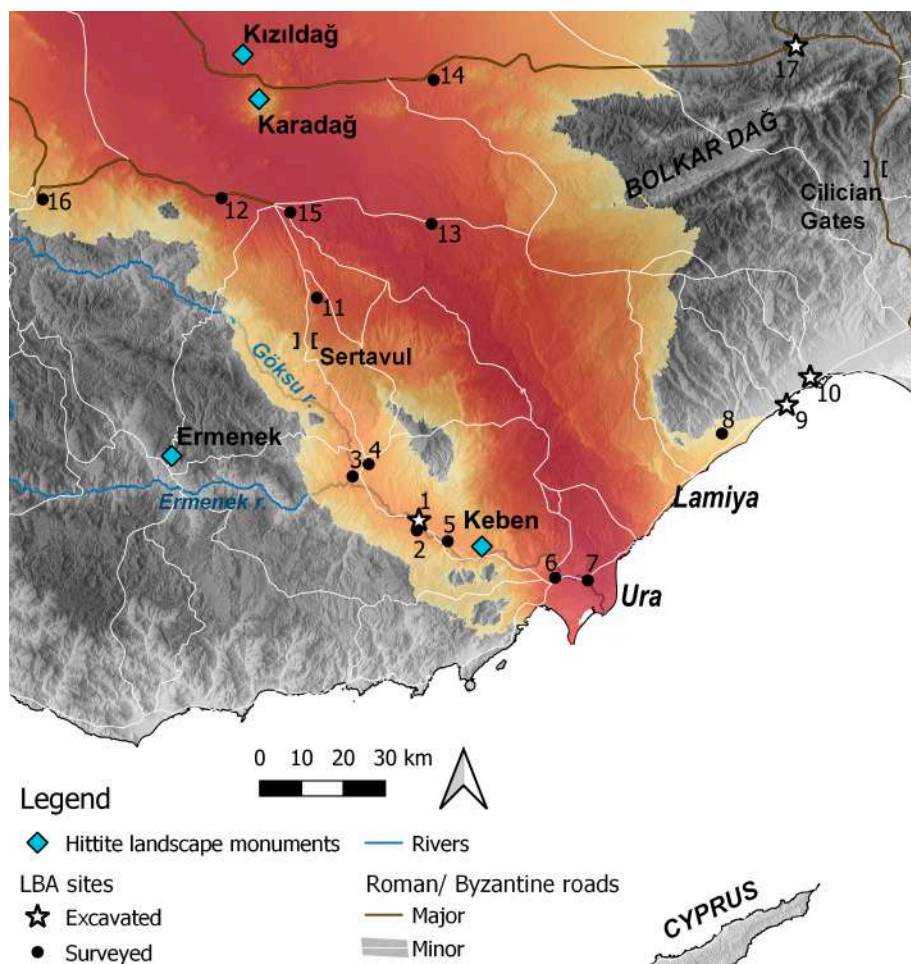 Kızıldağ
17
14
Karadağ
BOLKAR DAĞ
Cilician
Gates
16
12
15
13
11
Sertavul
Göksu r.
10
9
8
Ermenek
4
3
Lamiya
Ermenek r.
1
Keben
5
2
6
7
Ura
0 10 20 30 km
Legend
Hittite landscape monuments
Rivers
LBA sites
Roman/ Byzantine roads
Excavated
Major
Surveyed
Minor
CYPRUS